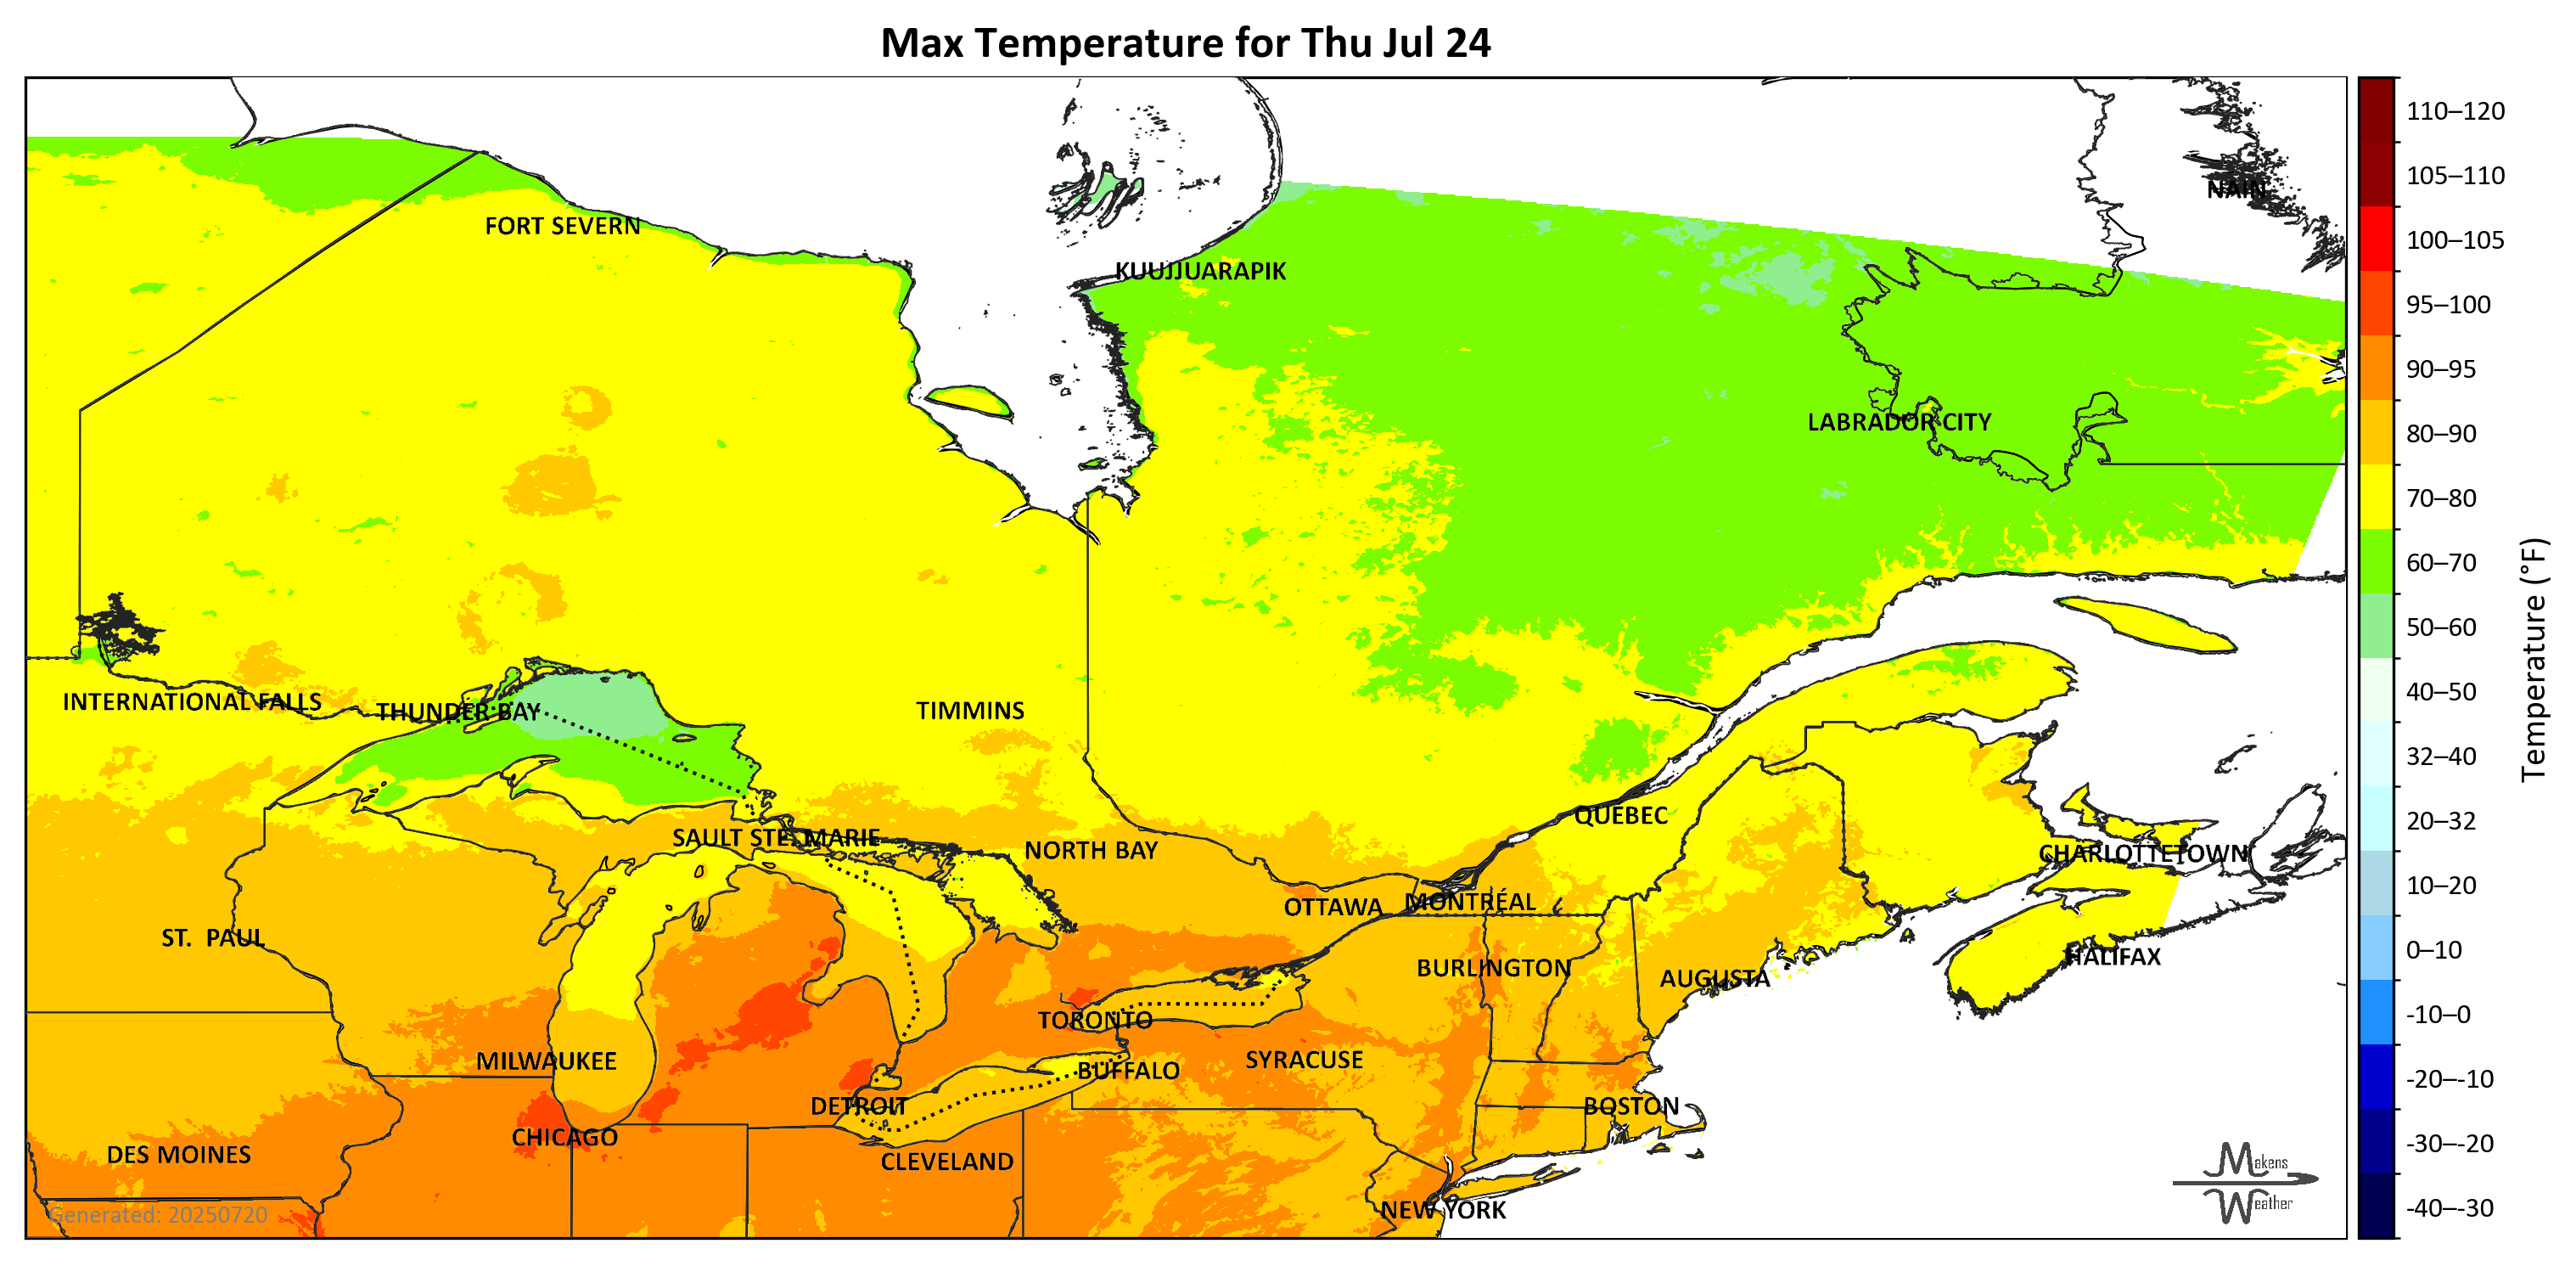 Max Temperature for Thu Jul 24
NAIN
FORT SEVERN
KUUJJUARAPIK
LABRADOR CITY
INTERNATIONAL FALLS
THUNDER BAY
TIMMINS
QUEBEC
SAULT STE. MARIE
NORTH BAY
CHARLOTTETOWN
OTTAWA
MONTRÉAL
ST. PAUL
HALIFAX
BURLINGTON
AUGUSTA
TORONTO
MILWAUKEE
SYRACUSE
BUFFALO
DETROIT
BOSTON
CHICAGO
DES MOINES
CLEVELAND
NEW YORK
Generated: 20250720
Makens
Weather
110–120
105–110
100–105
95–100
90–95
80–90
70–80
60–70
50–60
40–50
32–40
20–32
10–20
0–10
-10–0
-20–-10
-30–-20
-40–-30
Temperature (°F)